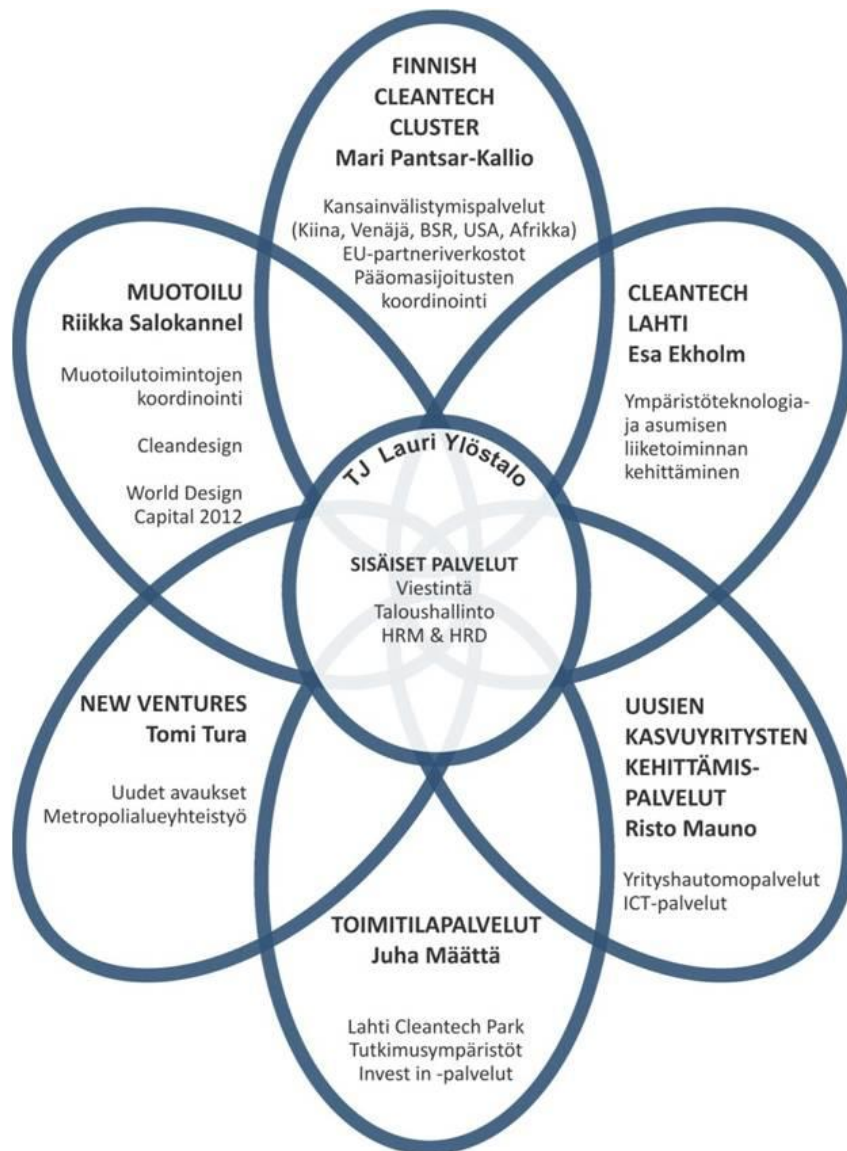 FINNISH
CLEANTECH
CLUSTER
Mari Pantsar-Kallio
Kansainvälistymispalvelut
(Kiina, Venäjä, BSR, USA, Afrikka)
EU-partneriverkostot
Pääomasijoitusten
koordinointi
MUOTOILU
Riikka Salokannel
Muotoilutoimintojen
koordinointi
Cleandesign
World Design
Capital 2012
CLEANTECH
LAHTI
Esa Ekholm
Ympäristöteknologia-
ja asumisen
liiketoiminnan
kehittäminen
TJ Lauri Ylöstalo
SISÄISET PALVELUT
Viestintä
Taloushallinto
HRM & HRD
NEW VENTURES
Tomi Tura
Uudet avaukset
Metropolialueyhteistyö
UUSIEN
KASVUYRITYSTEN
KEHITTÄMIS-
PALVELUT
Risto Mauno
Yrityshautomopalvelut
ICT-palvelut
TOIMITILAPALVELUT
Juha Määttä
Lahti Cleantech Park
Tutkimusympäristöt
Invest in -palvelut